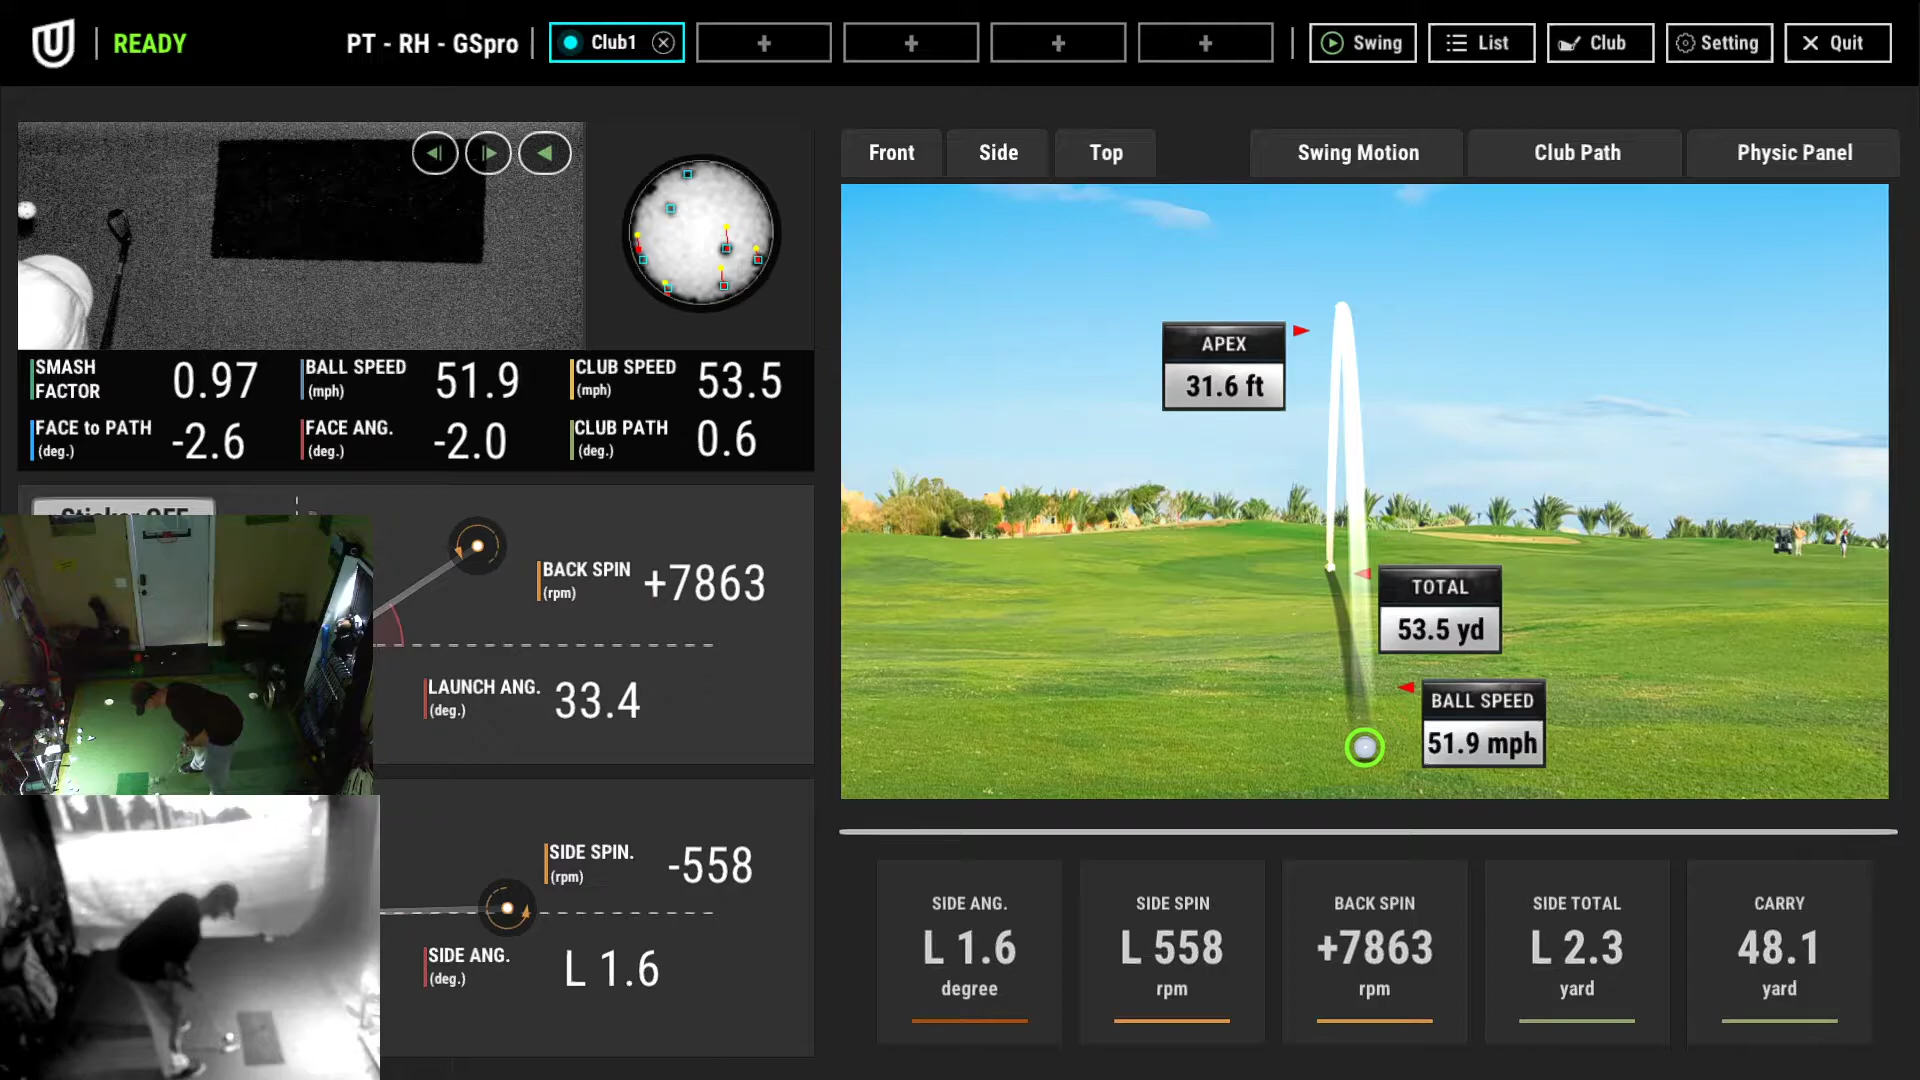 READY
PT - RH - GSpro
Club1
Swing
List
Club
Setting
Quit
Front
Side
Top
Swing Motion
Club Path
Physic Panel
SMASH FACTOR 0.97
BALL SPEED (mph) 51.9
CLUB SPEED (mph) 53.5
FACE to PATH (deg.) -2.6
FACE ANG. (deg.) -2.0
CLUB PATH (deg.) 0.6
BACK SPIN (rpm) +7863
LAUNCH ANG. (deg.) 33.4
SIDE SPIN. (rpm) -558
SIDE ANG. (deg.) L 1.6
APEX
31.6 ft
TOTAL
53.5 yd
BALL SPEED
51.9 mph
SIDE ANG.
L 1.6
degree
SIDE SPIN
L 558
rpm
BACK SPIN
+7863
rpm
SIDE TOTAL
L 2.3
yard
CARRY
48.1
yard